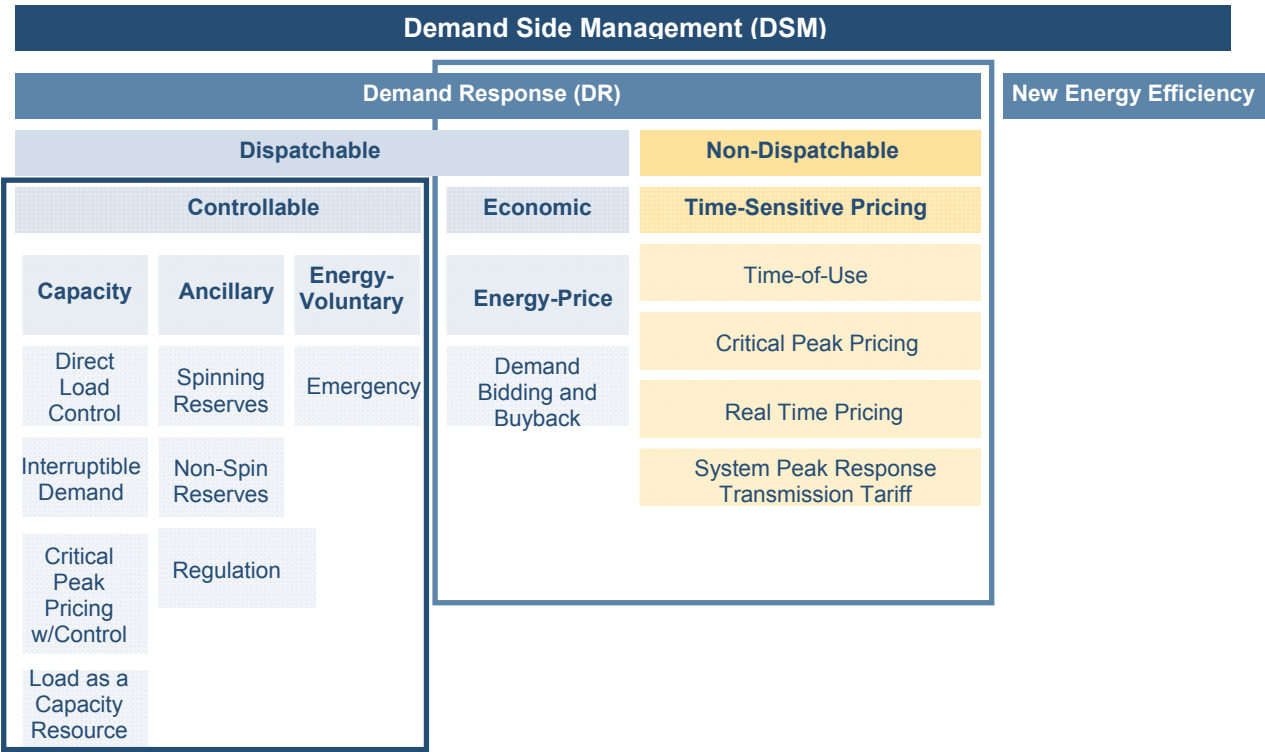 Demand Side Management (DSM)
Demand Response (DR)
New Energy Efficiency
Dispatchable
Non-Dispatchable
Controllable
Economic
Time-Sensitive Pricing
Capacity
Ancillary
Energy-
Voluntary
Energy-Price
Time-of-Use
Critical Peak Pricing
Direct
Load
Control
Spinning
Reserves
Emergency
Demand
Bidding and
Buyback
Real Time Pricing
Interruptible
Demand
Non-Spin
Reserves
System Peak Response
Transmission Tariff
Critical
Peak
Pricing
w/Control
Regulation
Load as a
Capacity
Resource